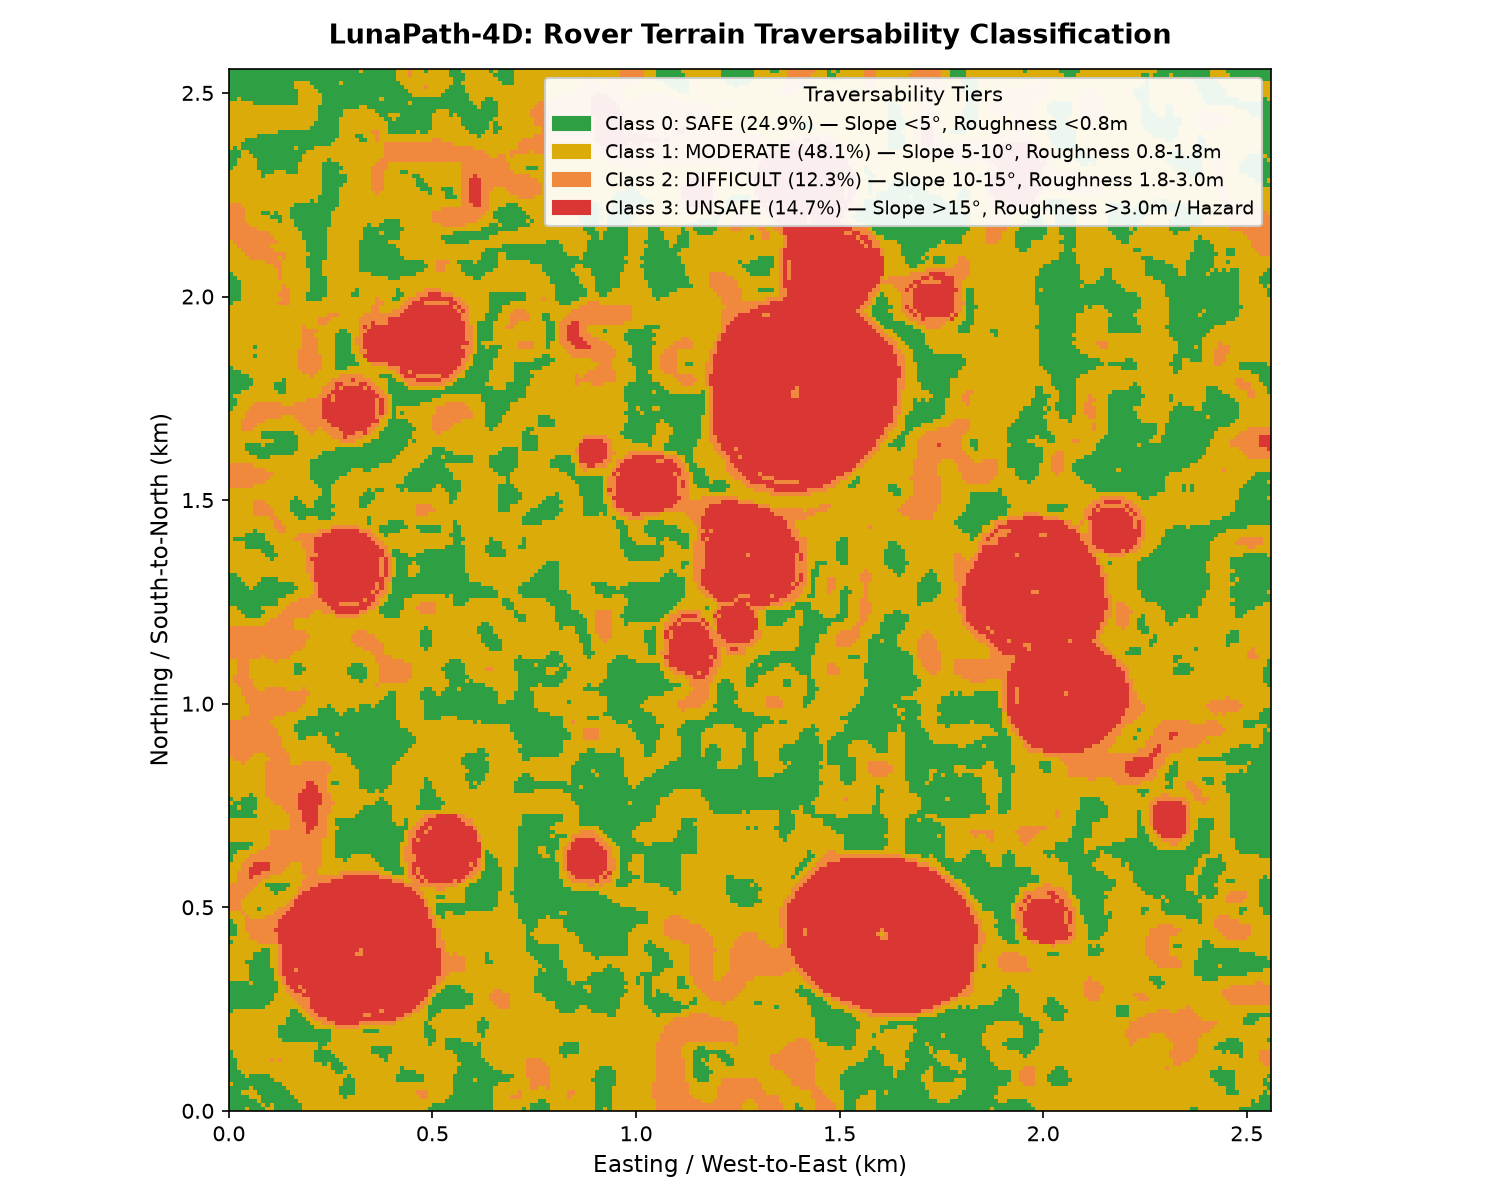 LunaPath-4D: Rover Terrain Traversability Classification
Traversability Tiers
Class 0: SAFE (24.9%) — Slope <5°, Roughness <0.8m
Class 1: MODERATE (48.1%) — Slope 5-10°, Roughness 0.8-1.8m
Class 2: DIFFICULT (12.3%) — Slope 10-15°, Roughness 1.8-3.0m
Class 3: UNSAFE (14.7%) — Slope >15°, Roughness >3.0m / Hazard
Northing / South-to-North (km)
2.5
2.0
1.5
1.0
0.5
0.0
0.0 0.5 1.0 1.5 2.0 2.5
Easting / West-to-East (km)